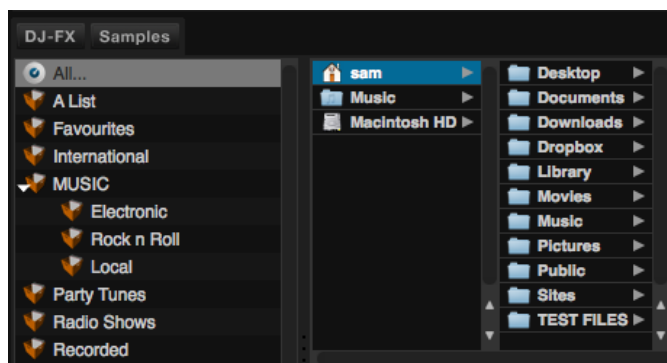 DJ-FX Samples
All...
A List
Favourites
International
MUSIC
Electronic
Rock n Roll
Local
Party Tunes
Radio Shows
Recorded
sam
Music
Macintosh HD
Desktop
Documents
Downloads
Dropbox
Library
Movies
Music
Pictures
Public
Sites
TEST FILES